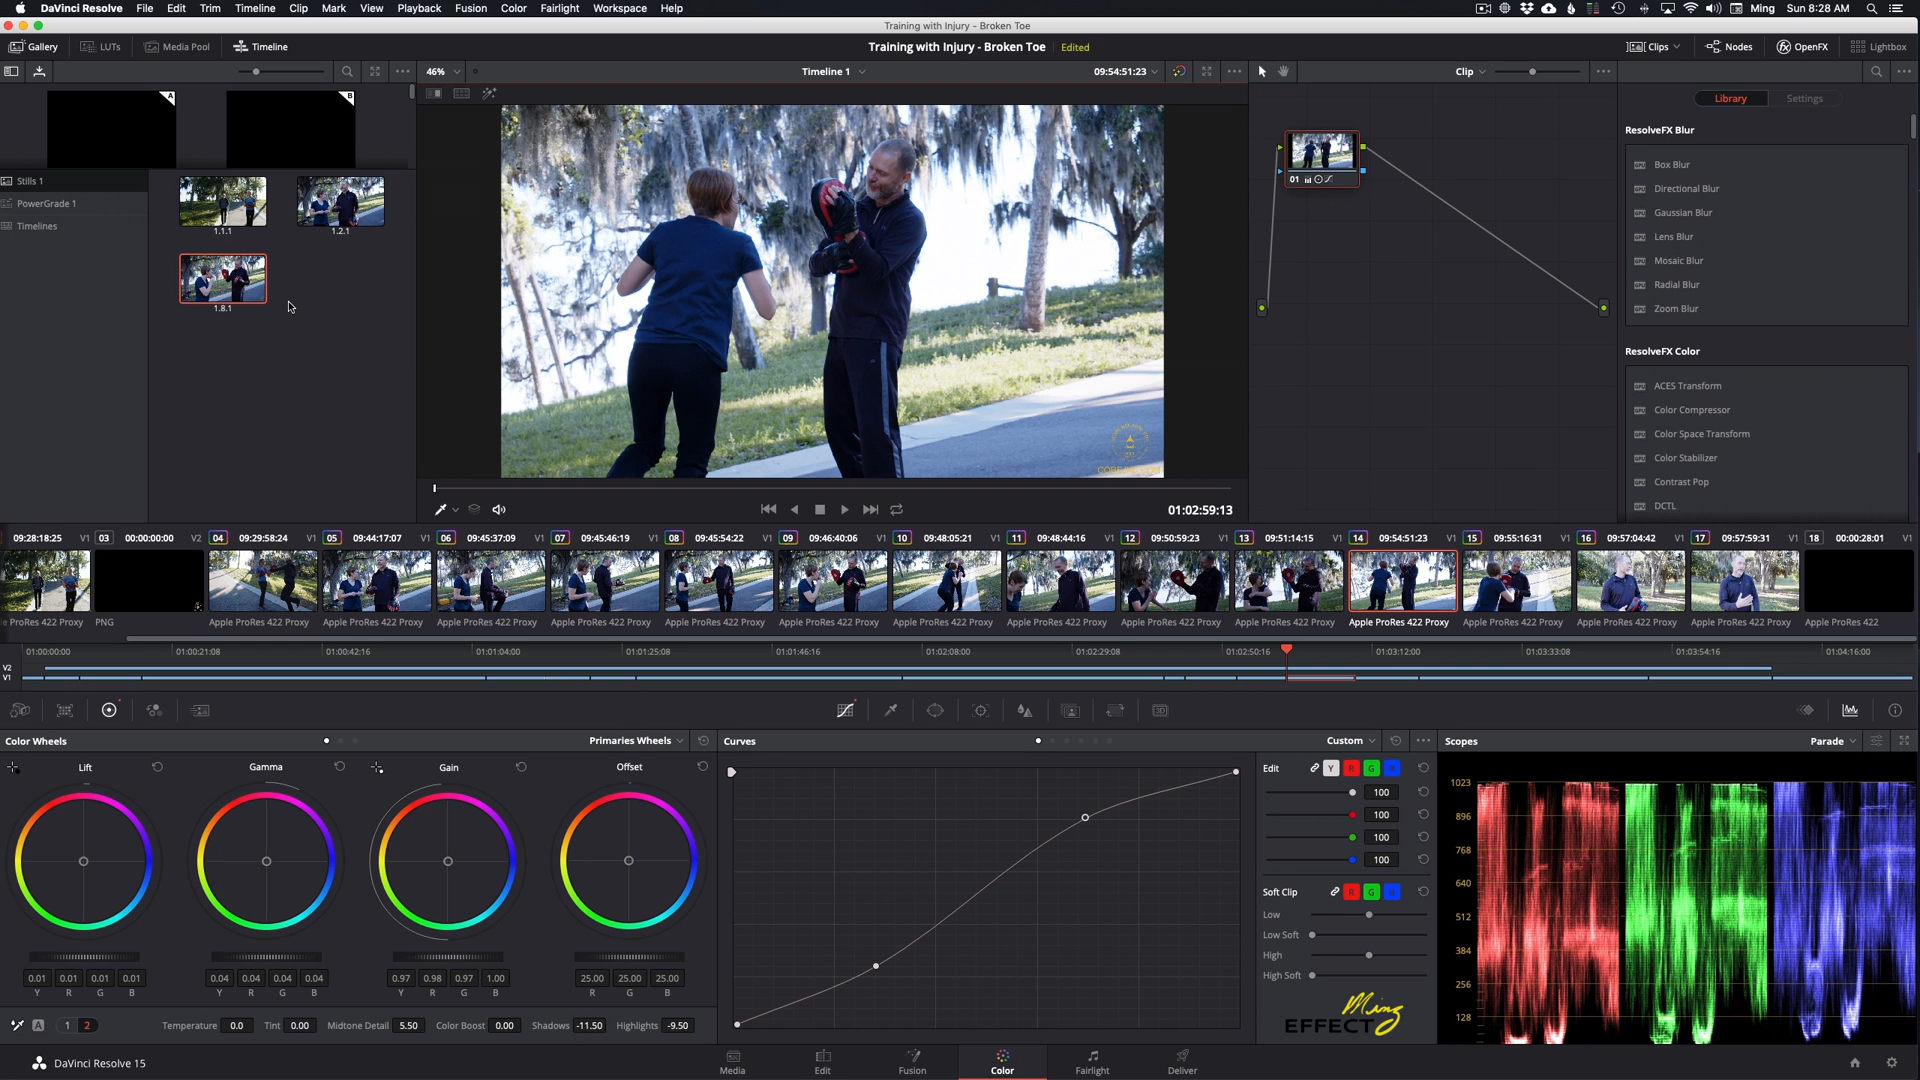 DaVinci Resolve File Edit Trim Timeline Clip Mark View Playback Fusion Color Fairlight Workspace Help Ming Sun 8:28 AM
Training with Injury - Broken Toe
Gallery LUTs Media Pool Timeline Training with Injury - Broken Toe Edited Clips Nodes OpenFX Lightbox
46% Timeline 1 09:54:51:23 Clip
Library Settings
A B
ResolveFX Blur
Box Blur
Directional Blur
Gaussian Blur
Lens Blur
Mosaic Blur
Radial Blur
Zoom Blur
ResolveFX Color
ACES Transform
Color Compressor
Color Space Transform
Color Stabilizer
Contrast Pop
DCTL
Stills 1
PowerGrade 1
Timelines
1.1.1 1.2.1
1.8.1
01
01:02:59:13
09:28:18:25 V1 03 00:00:00:00 V2 04 09:29:58:24 V1 05 09:44:17:07 V1 06 09:45:37:09 V1 07 09:45:46:19 V1 08 09:45:54:22 V1 09 09:46:40:06 V1 10 09:48:05:21 V1 11 09:48:44:16 V1 12 09:50:59:23 V1 13 09:51:14:15 V1 14 09:54:51:23 V1 15 09:55:16:31 V1 16 09:57:04:42 V1 17 09:57:59:31 V1 18 00:00:28:01 V1
le ProRes 422 Proxy PNG Apple ProRes 422 Proxy Apple ProRes 422 Proxy Apple ProRes 422 Proxy Apple ProRes 422 Proxy Apple ProRes 422 Proxy Apple ProRes 422 Proxy Apple ProRes 422 Proxy Apple ProRes 422 Proxy Apple ProRes 422 Proxy Apple ProRes 422 Proxy Apple ProRes 422 Proxy Apple ProRes 422 Proxy Apple ProRes 422 Proxy Apple ProRes 422 Proxy Apple ProRes 422
01:00:00:00 01:00:21:08 01:00:42:16 01:01:04:00 01:01:25:08 01:01:46:16 01:02:08:00 01:02:29:08 01:02:50:16 01:03:12:00 01:03:33:08 01:03:54:16 01:04:16:00
V2
V1
Color Wheels Primaries Wheels Curves Custom Scopes Parade
Lift Gamma Gain Offset
Edit Y R G B
100
100
100
100
Soft Clip R G B
Low
Low Soft
High
High Soft
1023
896
768
640
512
384
256
128
0.01 0.01 0.01 0.01 0.04 0.04 0.04 0.04 0.97 0.98 0.97 1.00 25.00 25.00 25.00
Y R G B Y R G B Y R G B R G B
A 1 2 Temperature 0.0 Tint 0.00 Midtone Detail 5.50 Color Boost 0.00 Shadows -11.50 Highlights -9.50
Ming
EFFECT
DaVinci Resolve 15 Media Edit Fusion Color Fairlight Deliver